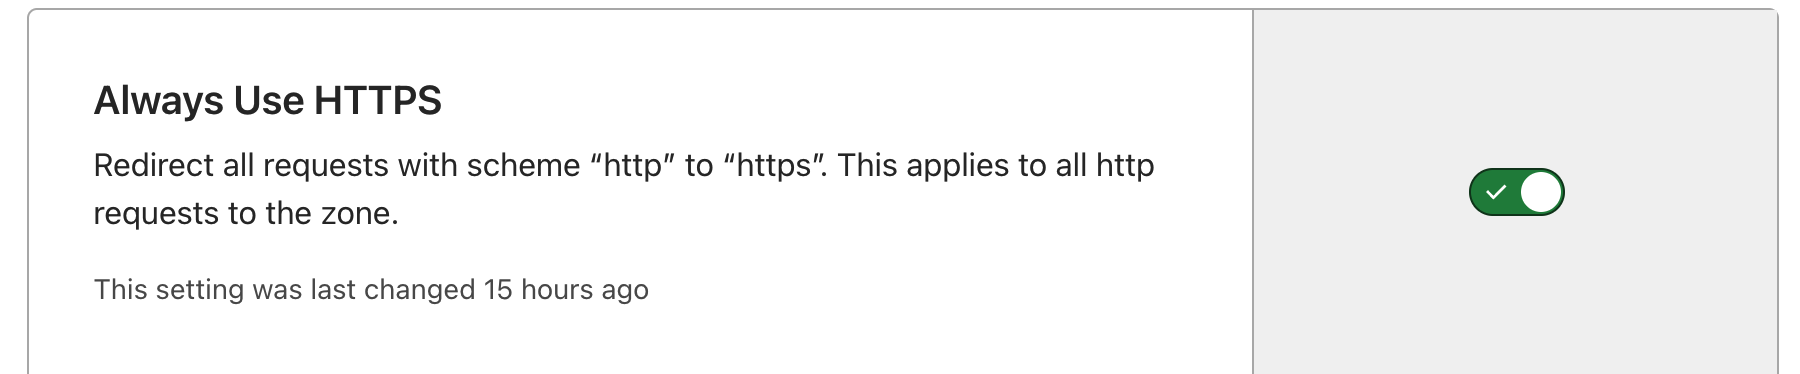 Always Use HTTPS
Redirect all requests with scheme “http” to “https”. This applies to all http
requests to the zone.
This setting was last changed 15 hours ago